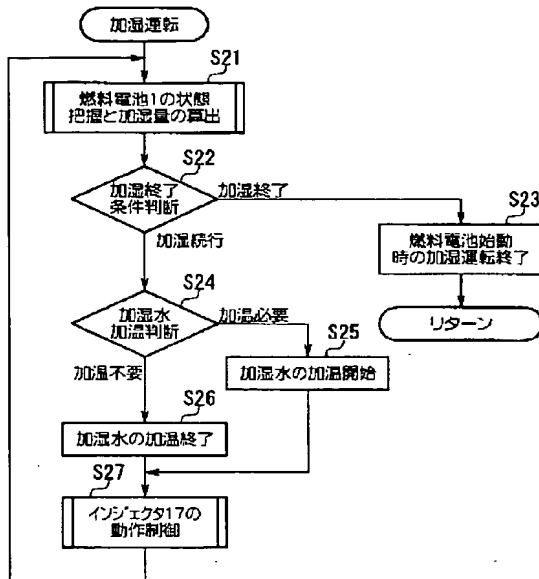 加湿運転
S21
燃料電池1の状態
把握と加湿量の算出
S22
加湿終了
条件判断
加湿終了
S23
燃料電池始動
時の加湿運転終了
加湿続行
リターン
S24
加湿水
加温判断
加温必要
S25
加湿水の加温開始
加温不要
S26
加湿水の加温終了
S27
インジェクタ17の
動作制御